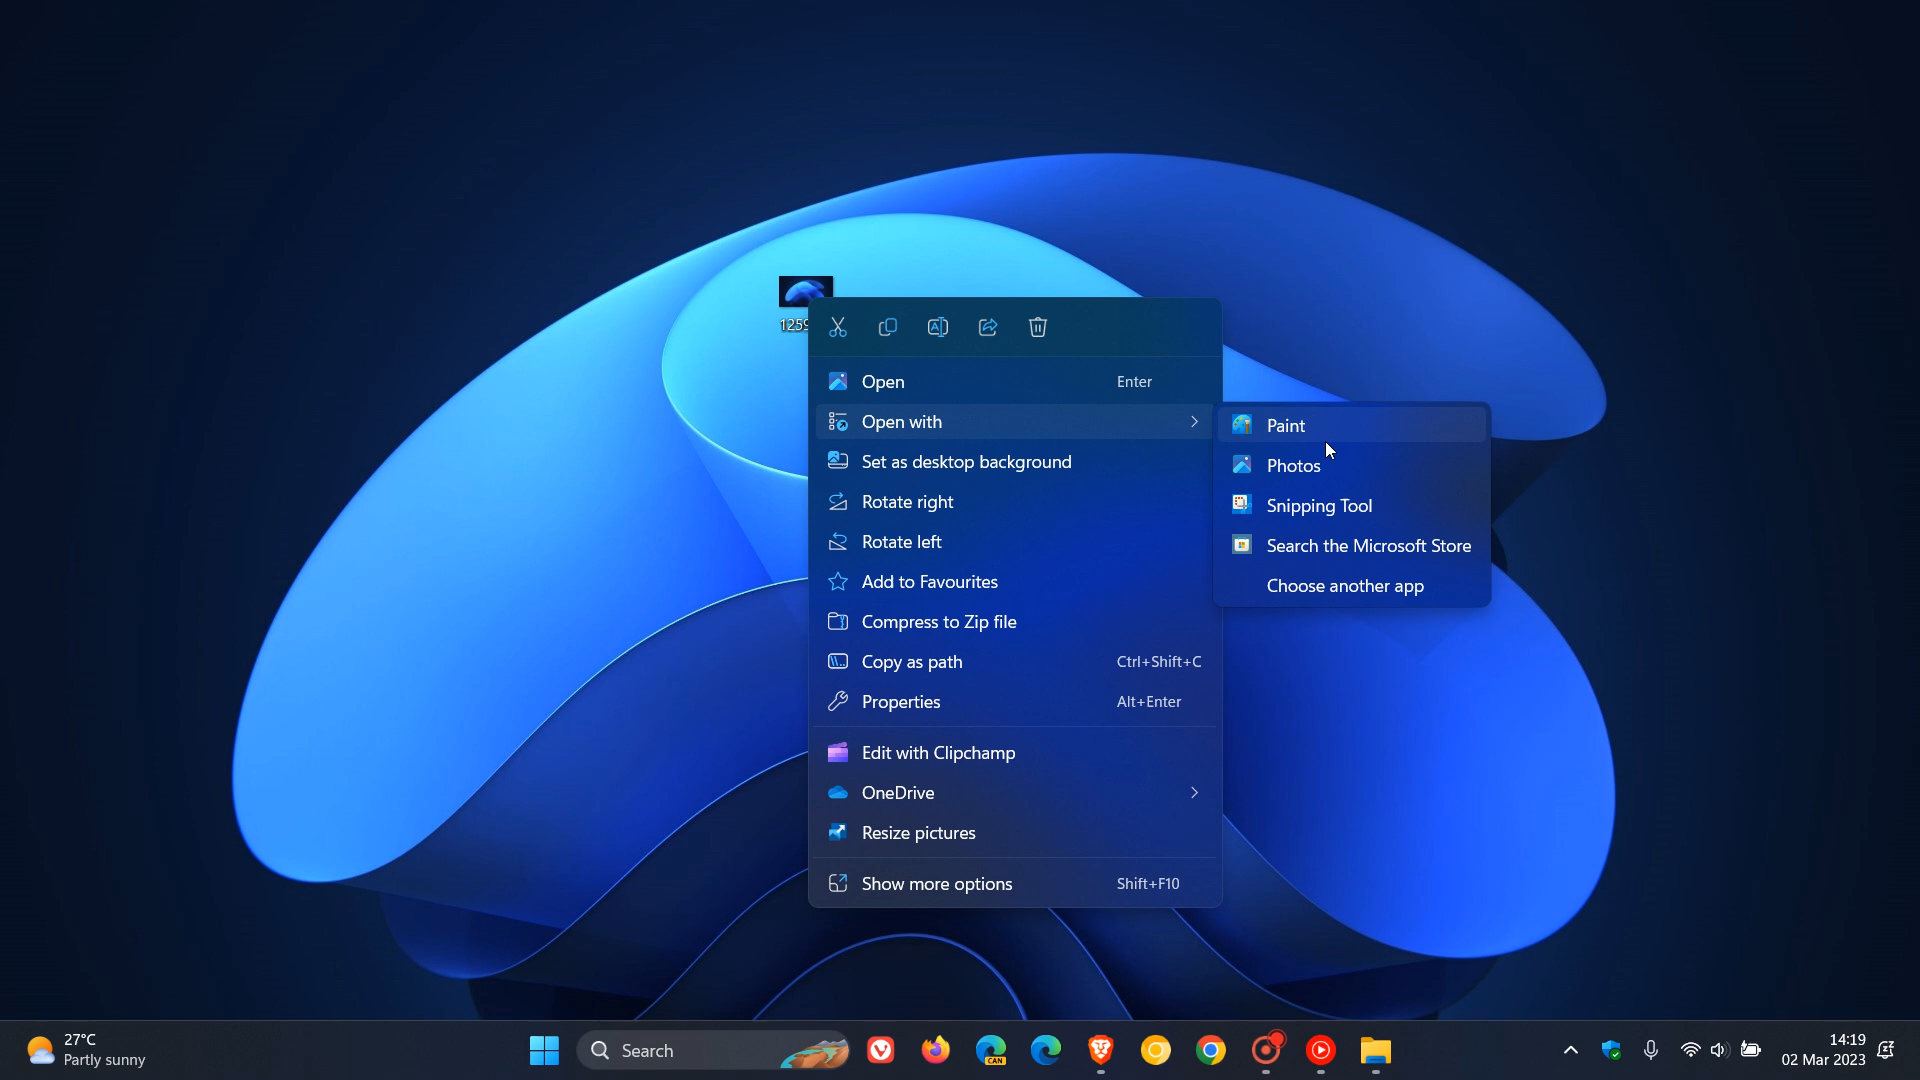 1259
Open Enter
Open with
Set as desktop background
Rotate right
Rotate left
Add to Favourites
Compress to Zip file
Copy as path Ctrl+Shift+C
Properties Alt+Enter
Edit with Clipchamp
OneDrive
Resize pictures
Show more options Shift+F10
Paint
Photos
Snipping Tool
Search the Microsoft Store
Choose another app
27°C
Partly sunny
Search
CAN
14:19
02 Mar 2023